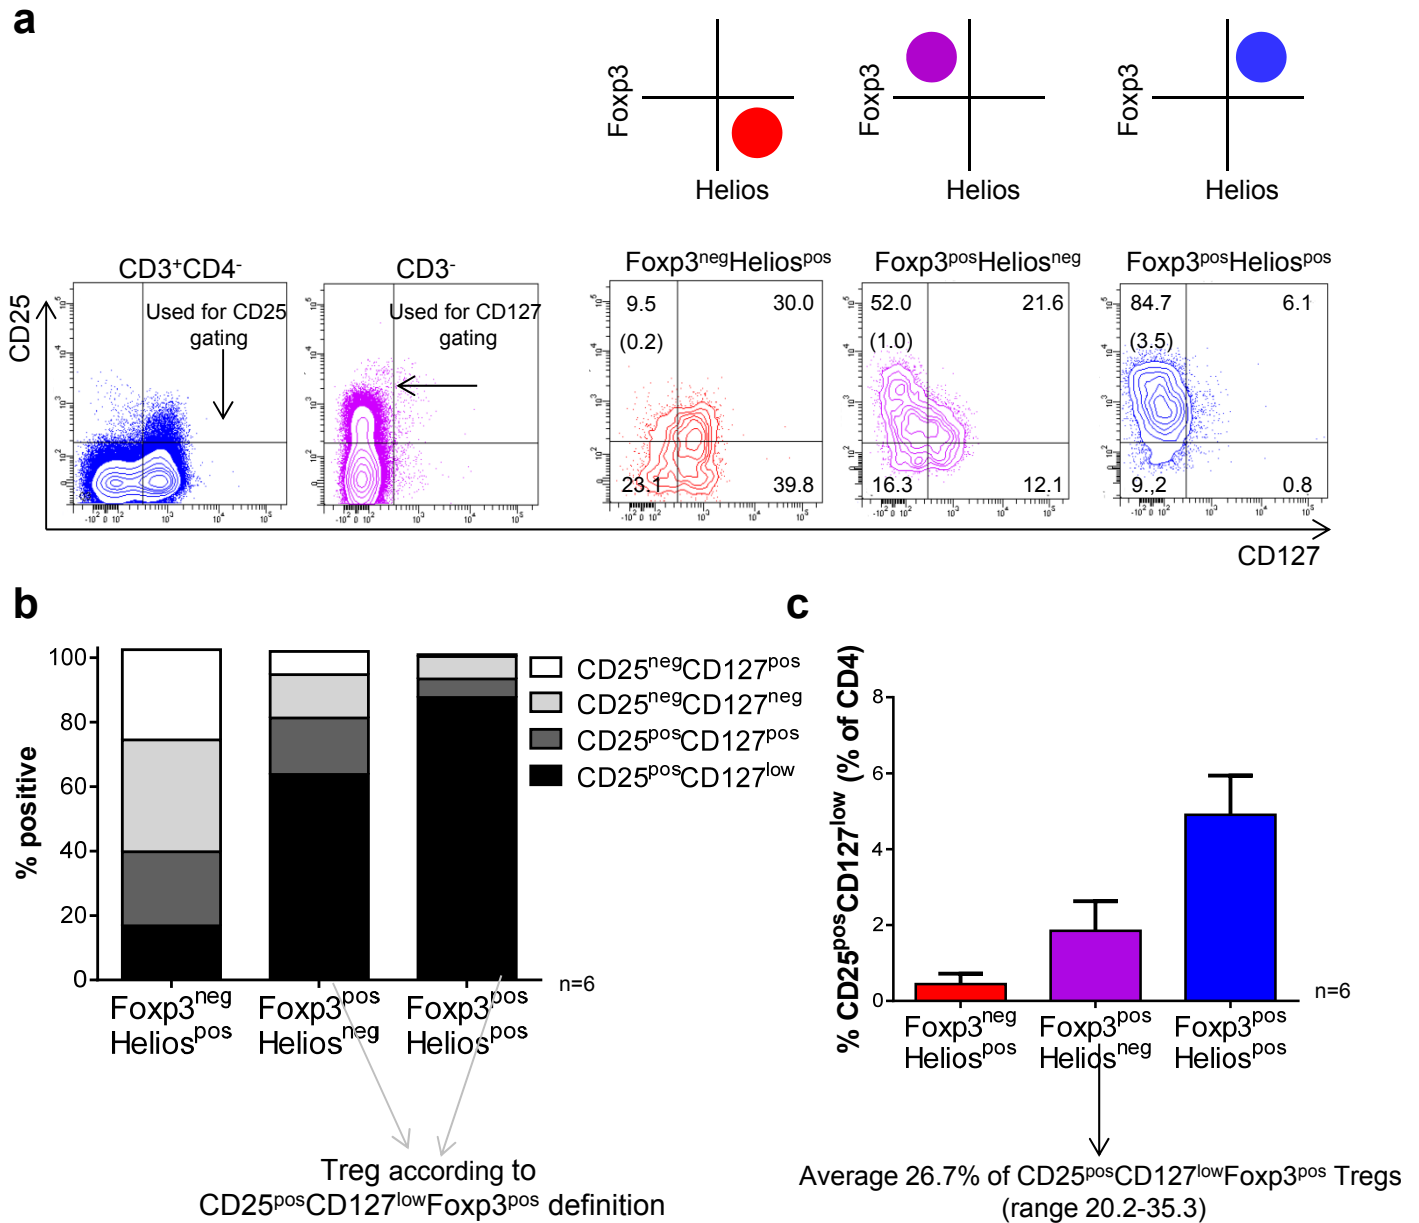 a
Foxp3
Helios
Foxp3
Helios
Foxp3
Helios
CD3+CD4-
CD3-
Foxp3negHeliospos
Foxp3posHeliosneg
Foxp3posHeliospos
CD25
Used for CD25
gating
Used for CD127
gating
9.5
30.0
(0.2)
23.1
39.8
52.0
21.6
(1.0)
16.3
12.1
84.7
6.1
(3.5)
9.,2
0.8
CD127
b
% positive
100
80
60
40
20
0
CD25negCD127pos
CD25negCD127neg
CD25posCD127pos
CD25posCD127low
n=6
Foxp3neg
Heliospos
Foxp3pos
Heliosneg
Foxp3pos
Heliospos
Treg according to
CD25posCD127lowFoxp3pos definition
c
% CD25posCD127low (% of CD4)
8
6
4
2
0
n=6
Foxp3neg
Heliospos
Foxp3pos
Heliosneg
Foxp3pos
Heliospos
Average 26.7% of CD25posCD127lowFoxp3pos Tregs
(range 20.2-35.3)